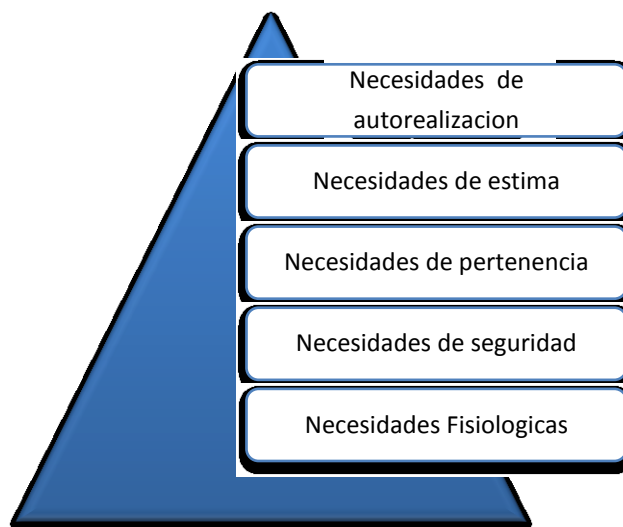 Necesidades de
autorealizacion
Necesidades de estima
Necesidades de pertenencia
Necesidades de seguridad
Necesidades Fisiologicas